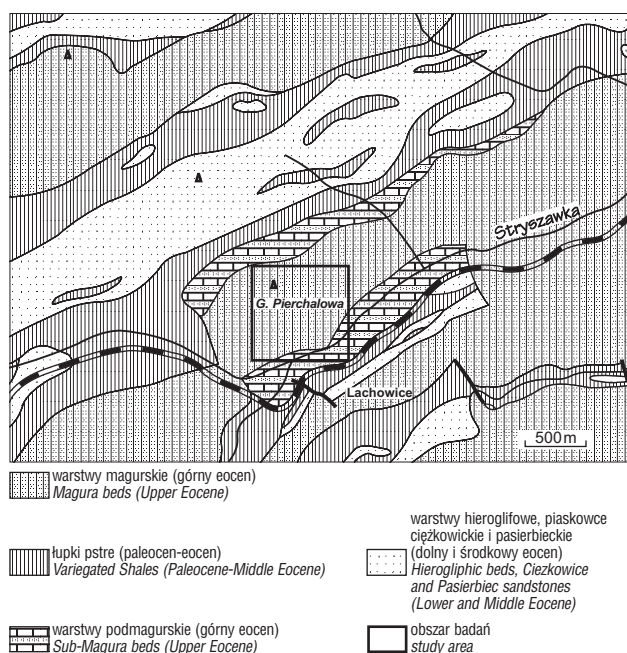 Stryszawka
G. Pierchalowa
Lachowice
500m
warstwy magurskie (górny eocen)
Magura beds (Upper Eocene)
łupki pstre (paleocen-eocen)
Variegated Shales (Paleocene-Middle Eocene)
warstwy podmagurskie (górny eocen)
Sub-Magura beds (Upper Eocene)
warstwy hieroglifowe, piaskowce
ciężkowickie i pasierbieckie
(dolny i środkowy eocen)
Hierogliphic beds, Ciezkowice
and Pasierbiec sandstones
(Lower and Middle Eocene)
obszar badań
study area